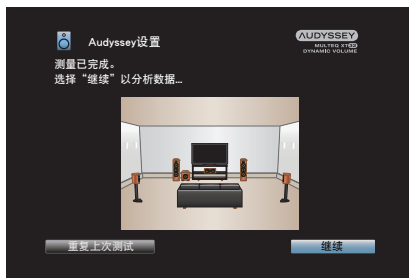 Audyssey设置
AUDYSSEY
MULTEQ XT32
DYNAMIC VOLUME
测量已完成。
选择“继续”以分析数据...
重复上次测试
继续